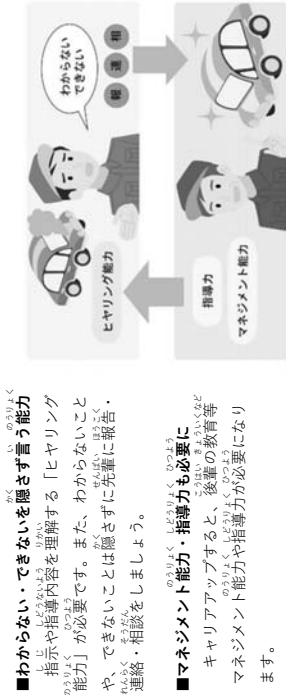 ■わからない・できないを隠さず言う能力
指示や指導内容を理解する「ヒヤリング
能力」が必要です。また、わからないこと
や、できないことは隠さずに先輩に報告・
連絡・相談をしましょう。
■マネジメント能力・指導力も必要に
キャリアアップすると、後輩の教育等
マネジメント能力や指導力が必要になり
ます。
わからない
できない
報 連 相
ヒヤリング能力
指導力
マネジメント能力